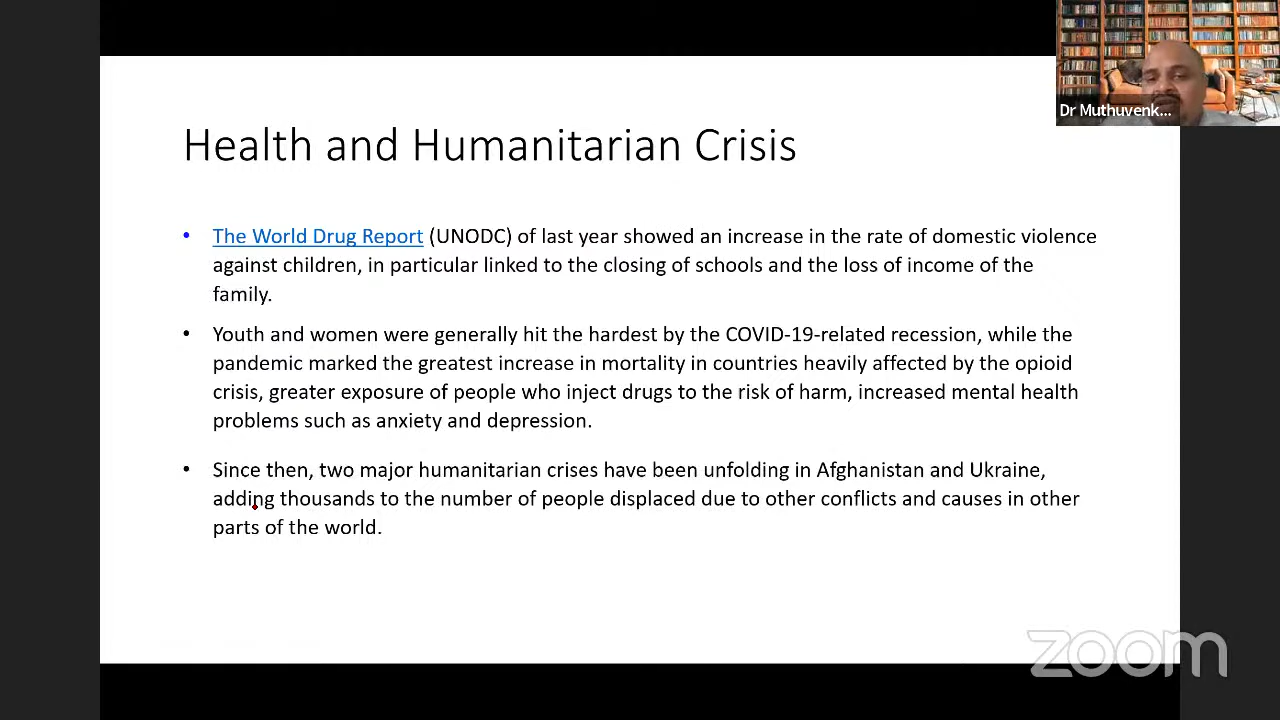 Dr Muthuvenk...
Health and Humanitarian Crisis
• The World Drug Report (UNODC) of last year showed an increase in the rate of domestic violence
against children, in particular linked to the closing of schools and the loss of income of the
family.
• Youth and women were generally hit the hardest by the COVID-19-related recession, while the
pandemic marked the greatest increase in mortality in countries heavily affected by the opioid
crisis, greater exposure of people who inject drugs to the risk of harm, increased mental health
problems such as anxiety and depression.
• Since then, two major humanitarian crises have been unfolding in Afghanistan and Ukraine,
adding thousands to the number of people displaced due to other conflicts and causes in other
parts of the world.
zoom